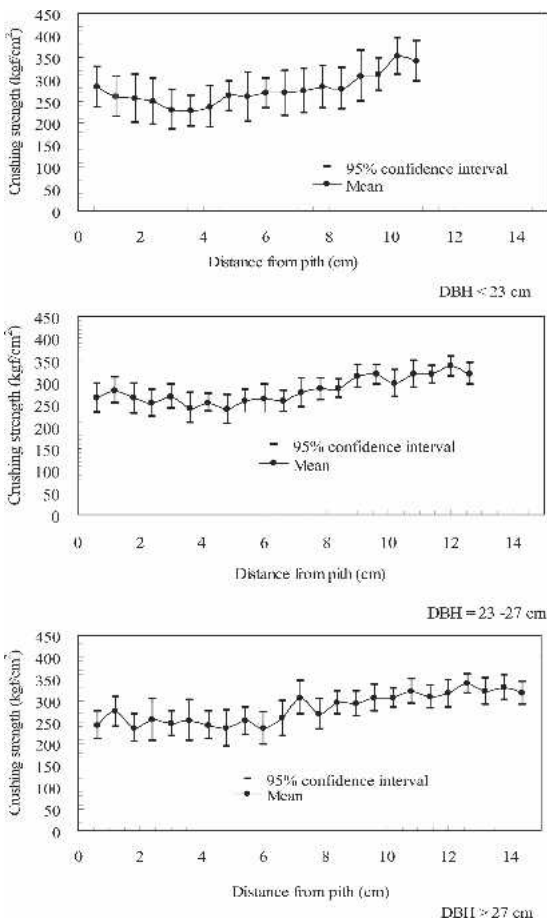 Crushing strength (kgf/cm²)
450
400
350
300
250
200
150
100
50
0
95% confidence interval
Mean
0 2 4 6 8 10 12 14
Distance from pith (cm)
DBH < 23 cm
Crushing strength (kgf/cm²)
450
400
350
300
250
200
150
100
50
0
95% confidence interval
Mean
0 2 4 6 8 10 12 14
Distance from pith (cm)
DBH = 23 -27 cm
Crushing strength (kgf/cm²)
450
400
350
300
250
200
150
100
50
0
95% confidence interval
Mean
0 2 4 6 8 10 12 14
Distance from pith (cm)
DBH > 27 cm